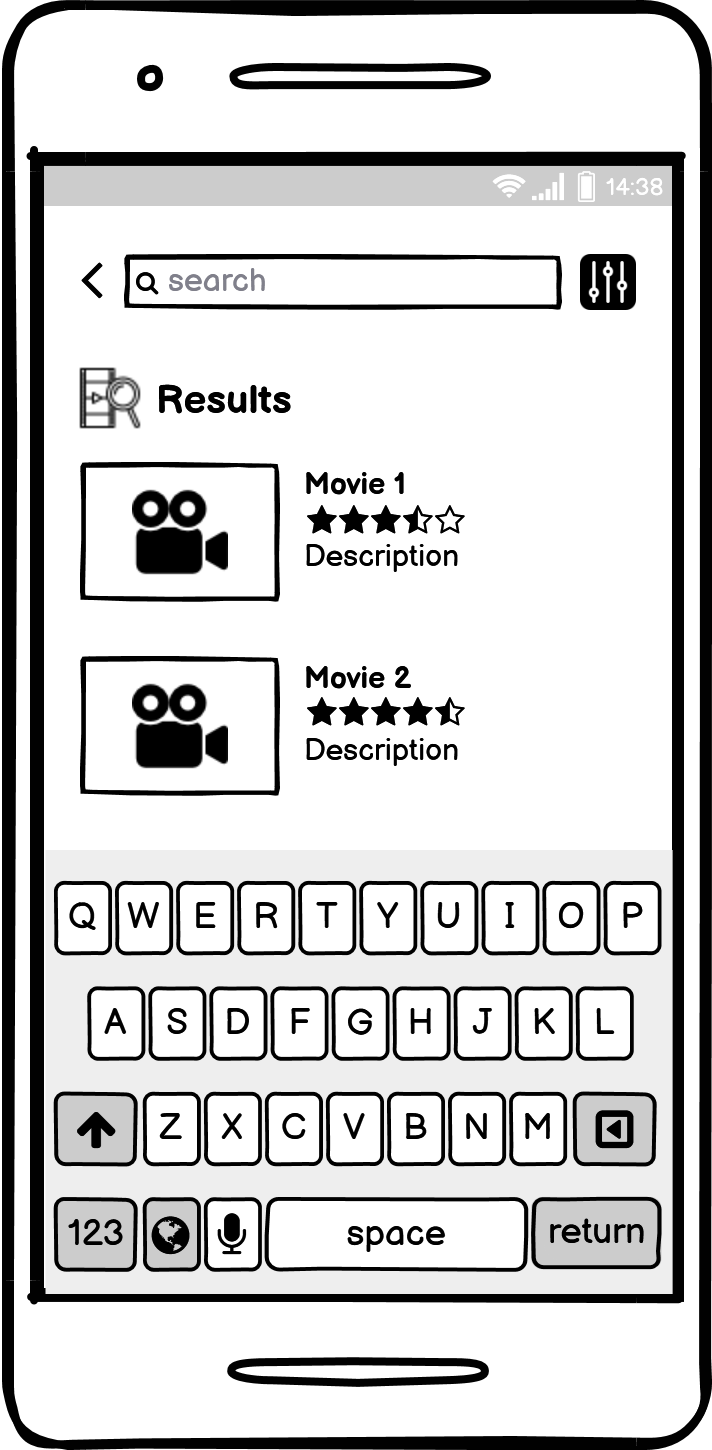 14:38
search
Results
Movie 1
Description
Movie 2
Description
Q W E R T Y U I O P
A S D F G H J K L
Z X C V B N M
123 space return